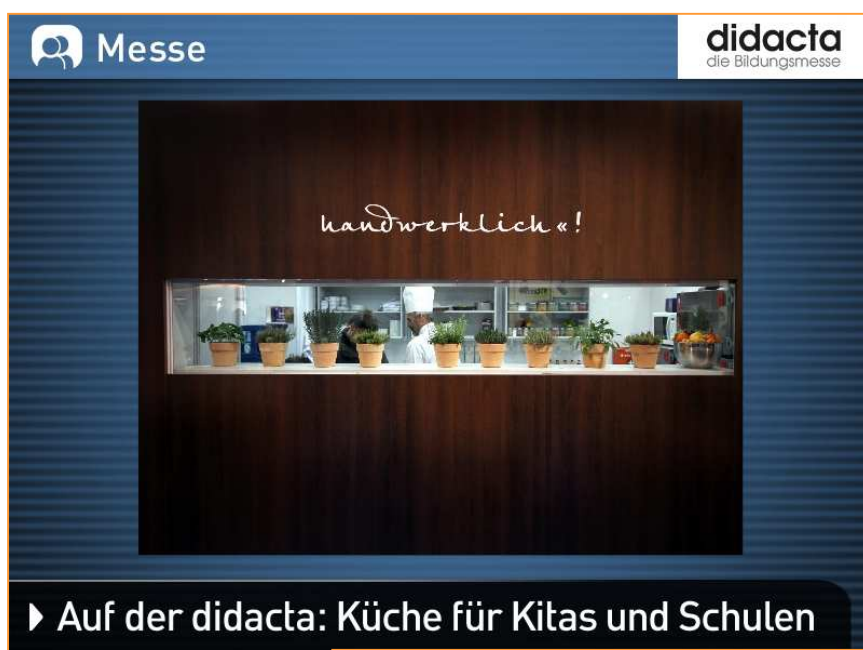 Messe
didacta
die Bildungsmesse
handwerklich«!
Auf der didacta: Küche für Kitas und Schulen